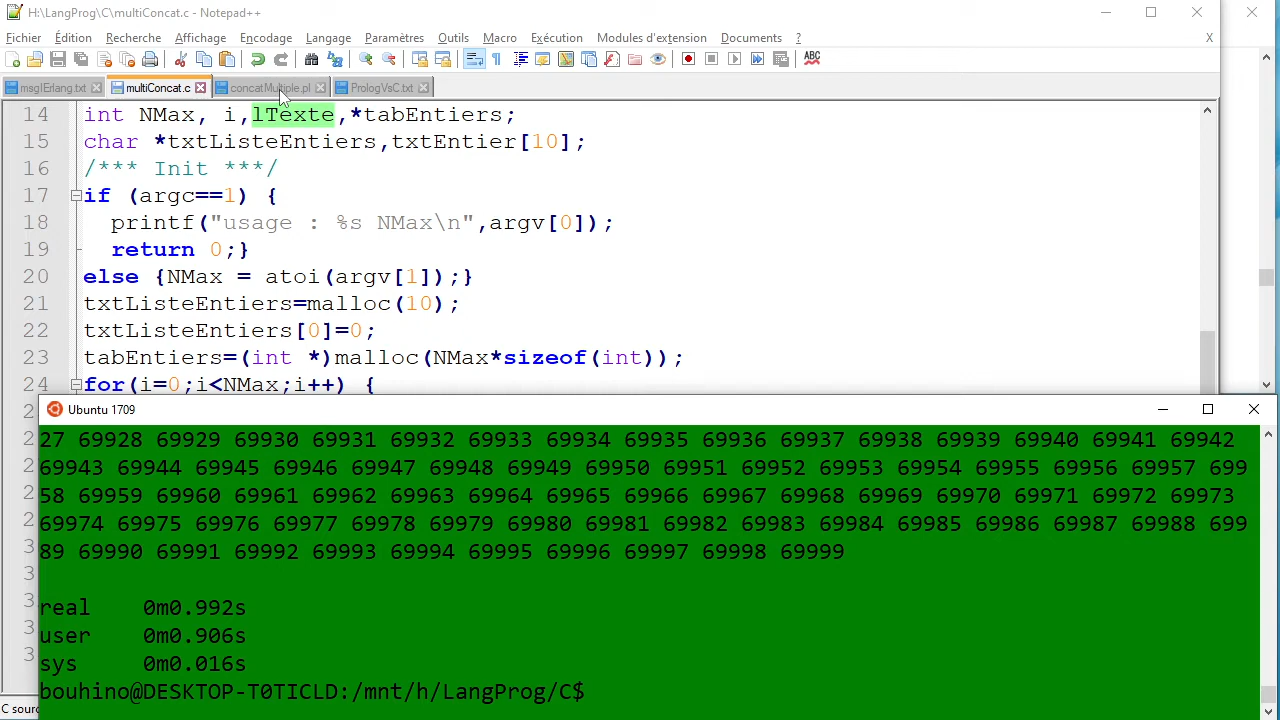 H:\LangProg\C\multiConcat.c - Notepad++
Fichier Édition Recherche Affichage Encodage Langage Paramètres Outils Macro Exécution Modules d'extension Documents ? X
ABC
msgIErlang.txt multiConcat.c concatMultiple.pl PrologVsC.txt
14 int NMax, i,lTexte,*tabEntiers;
15 char *txtListeEntiers,txtEntier[10];
16 /*** Init ***/
17 if (argc==1) {
18 printf("usage : %s NMax\n",argv[0]);
19 return 0;}
20 else {NMax = atoi(argv[1]);}
21 txtListeEntiers=malloc(10);
22 txtListeEntiers[0]=0;
23 tabEntiers=(int *)malloc(NMax*sizeof(int));
24 for(i=0;i<NMax;i++) {
Ubuntu 1709
27 69928 69929 69930 69931 69932 69933 69934 69935 69936 69937 69938 69939 69940 69941 69942
69943 69944 69945 69946 69947 69948 69949 69950 69951 69952 69953 69954 69955 69956 69957 699
58 69959 69960 69961 69962 69963 69964 69965 69966 69967 69968 69969 69970 69971 69972 69973
69974 69975 69976 69977 69978 69979 69980 69981 69982 69983 69984 69985 69986 69987 69988 699
89 69990 69991 69992 69993 69994 69995 69996 69997 69998 69999
real 0m0.992s
user 0m0.906s
sys 0m0.016s
bouhino@DESKTOP-T0TICLD:/mnt/h/LangProg/C$